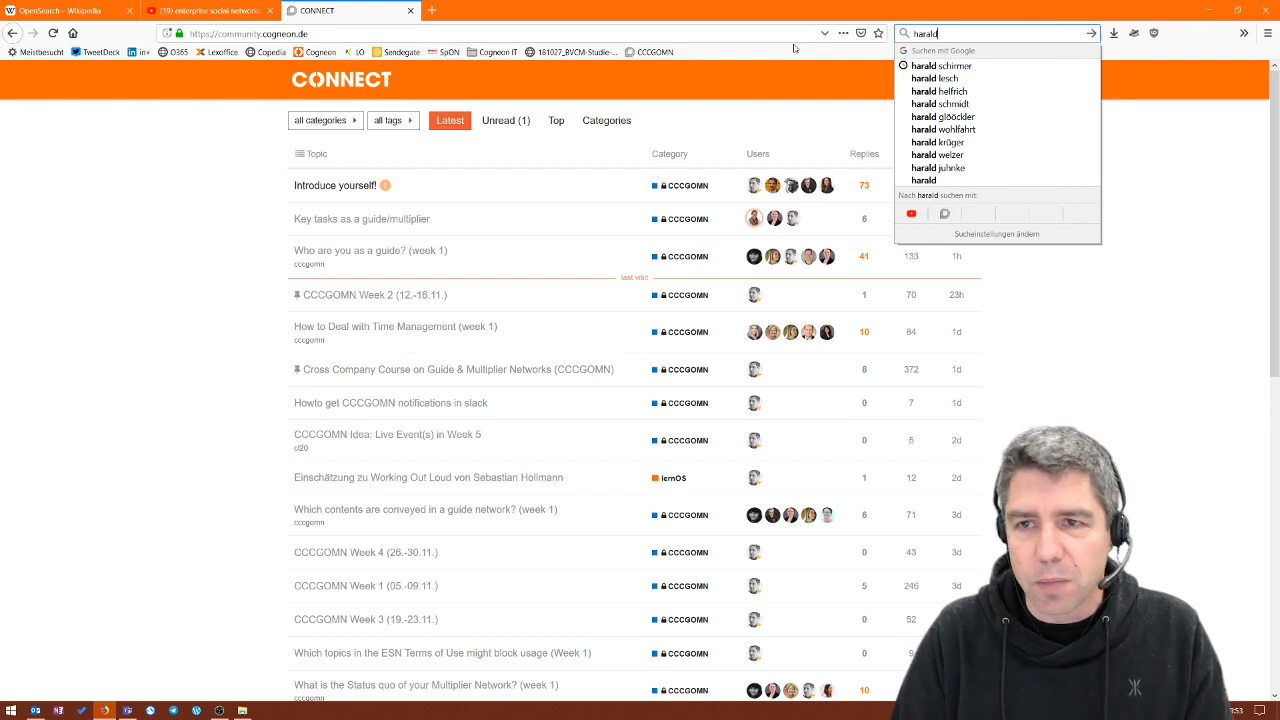 OpenSearch – Wikipedia
(19) enterprise social network
CONNECT
https://community.cogneon.de
harald
Meistbesucht
TweetDeck
in+
O365
Lexoffice
Copedia
Cogneon
LO
Sendegate
SpON
Cogneon IT
181027_BVCM-Studie-...
CCCGOMN
Suchen mit Google
harald schirmer
harald lesch
harald helfrich
harald schmidt
harald glööckler
harald wohlfahrt
harald krüger
harald welzer
harald juhnke
harald
Nach harald suchen mit:
Sucheinstellungen ändern
CONNECT
all categories
all tags
Latest
Unread (1)
Top
Categories
Topic
Category
Users
Replies
Introduce yourself! 1
CCCGOMN
73
Key tasks as a guide/multiplier
CCCGOMN
6
Who are you as a guide? (week 1)
cccgomn
CCCGOMN
41
133
1h
last visit
CCCGOMN Week 2 (12.-16.11.)
CCCGOMN
1
70
23h
How to Deal with Time Management (week 1)
cccgomn
CCCGOMN
10
84
1d
Cross Company Course on Guide & Multiplier Networks (CCCGOMN)
CCCGOMN
8
372
1d
Howto get CCCGOMN notifications in slack
CCCGOMN
0
7
1d
CCCGOMN Idea: Live Event(s) in Week 5
cl20
CCCGOMN
0
5
2d
Einschätzung zu Working Out Loud von Sebastian Hollmann
lernOS
1
12
2d
Which contents are conveyed in a guide network? (week 1)
cccgomn
CCCGOMN
6
71
3d
CCCGOMN Week 4 (26.-30.11.)
CCCGOMN
0
43
3d
CCCGOMN Week 1 (05.-09.11.)
CCCGOMN
5
246
3d
CCCGOMN Week 3 (19.-23.11.)
CCCGOMN
0
52
Which topics in the ESN Terms of Use might block usage (Week 1)
CCCGOMN
0
What is the Status quo of your Multiplier Network? (week 1)
CCCGOMN
10